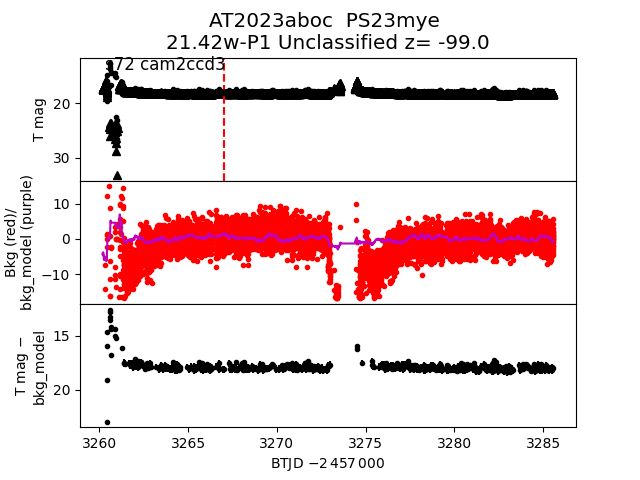 AT2023aboc  PS23mye
21.42w-P1 Unclassified z= -99.0
72 cam2ccd3
T mag
20
30
Bkg (red)/
bkg_model (purple)
10
0
−10
T mag −
bkg_model
15
20
3260 3265 3270 3275 3280 3285
BTJD −2 457 000